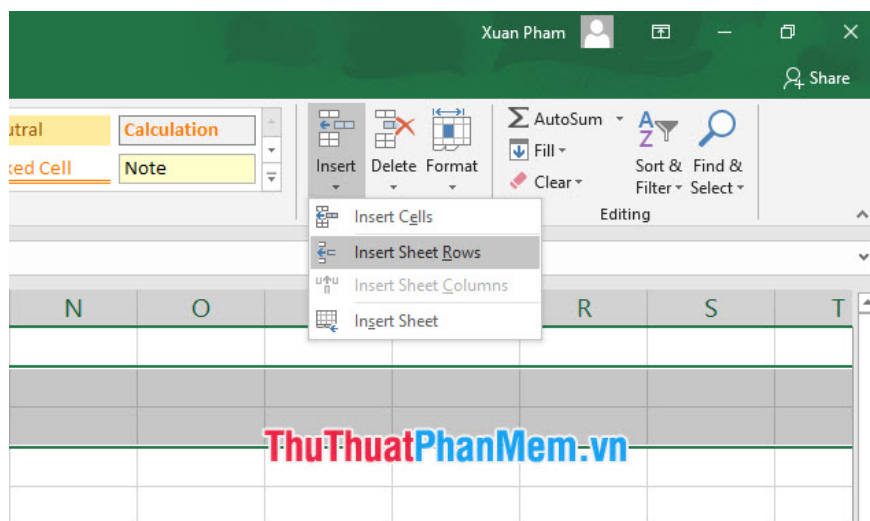 Xuan Pham
Share
utral
Calculation
ked Cell
Note
Insert
Delete
Format
AutoSum
Fill
Clear
Sort &
Filter
Find &
Select
Editing
Insert Cells
Insert Sheet Rows
Insert Sheet Columns
Insert Sheet
N
O
R
S
T
ThuThuatPhanMem.vn